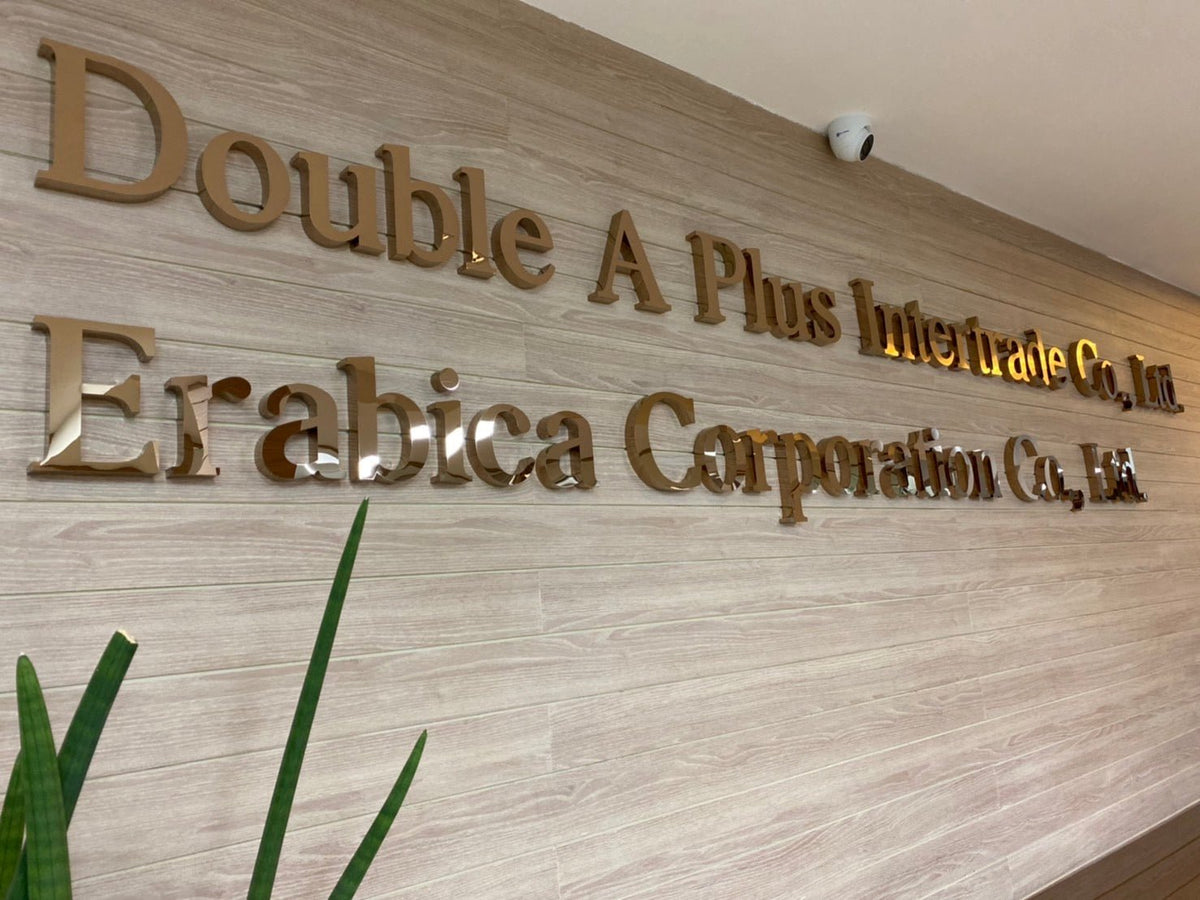 Double A Plus Intertrade Co., Ltd.
Erabica Corporation Co., Ltd.